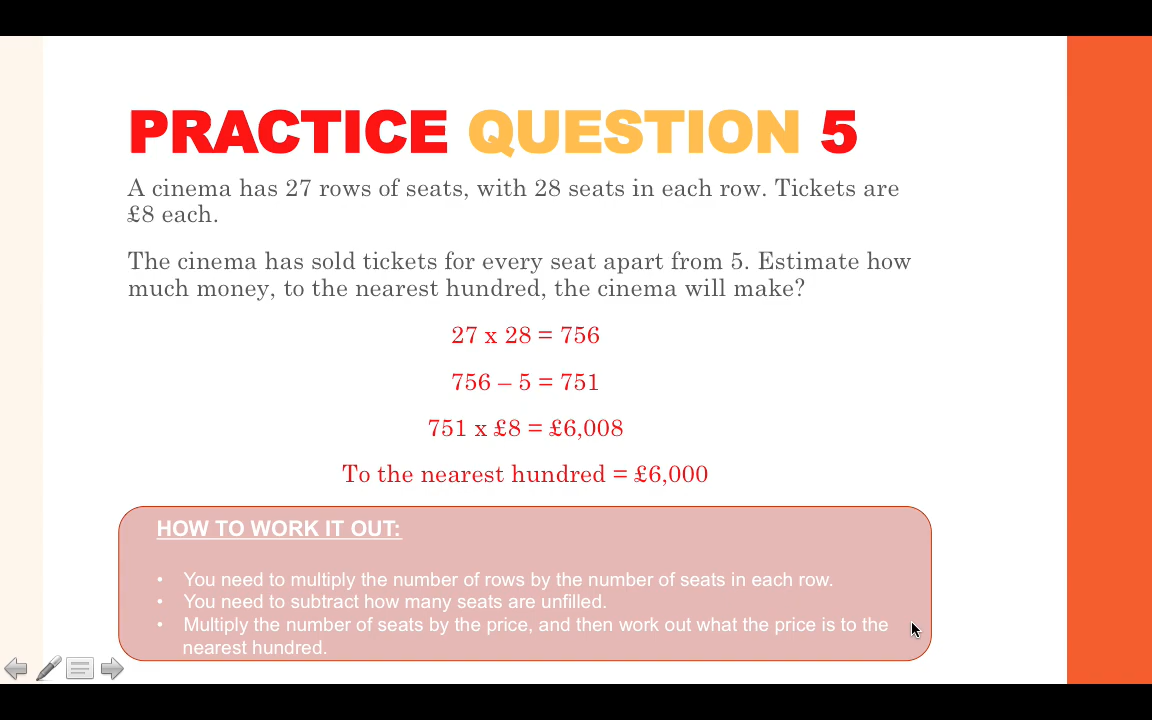 PRACTICE QUESTION 5
A cinema has 27 rows of seats, with 28 seats in each row. Tickets are
£8 each.
The cinema has sold tickets for every seat apart from 5. Estimate how
much money, to the nearest hundred, the cinema will make?
27 x 28 = 756
756 – 5 = 751
751 x £8 = £6,008
To the nearest hundred = £6,000
HOW TO WORK IT OUT:
• You need to multiply the number of rows by the number of seats in each row.
• You need to subtract how many seats are unfilled.
• Multiply the number of seats by the price, and then work out what the price is to the
nearest hundred.